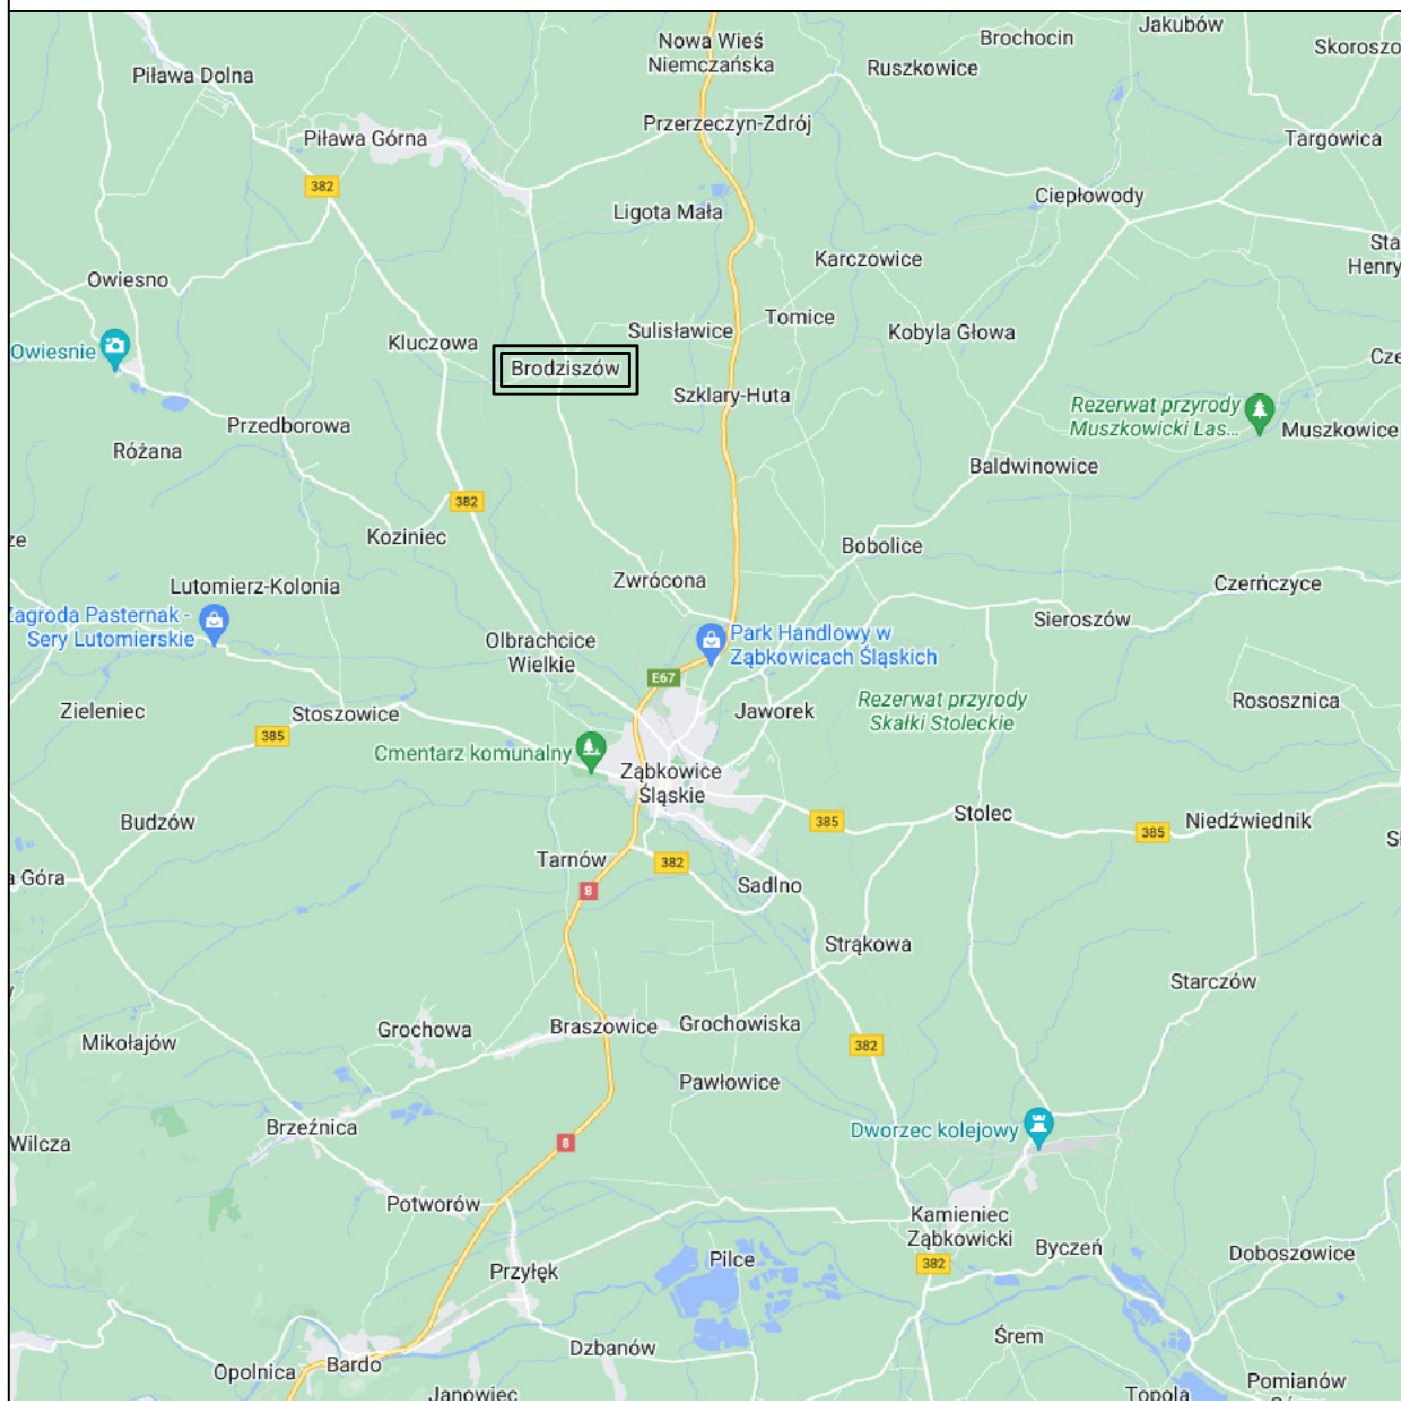 Jakubów
Brochocin
Nowa Wieś
Niemczańska
Skoroszo
Ruszkowice
Piława Dolna
Przerzeczyn-Zdrój
Piława Górna
Targowica
382
Ciepłowody
Ligota Mała
Sta
Henry
Karczowice
Owiesno
Tomice
Sulisławice
Kobyla Głowa
Kluczowa
Owiesnie
Cze
Brodziszów
Szklary-Huta
Rezerwat przyrody
Muszkowicki Las...
Muszkowice
Przedborowa
Różana
Baldwinowice
382
Koziniec
ze
Bobolice
Zwrócona
Lutomierz-Kolonia
Czerńczyce
Zagroda Pasternak -
Sery Lutomierskie
Sieroszów
Park Handlowy w
Ząbkowicach Śląskich
Olbrachcice
Wielkie
E67
Rezerwat przyrody
Skałki Stoleckie
Rososznica
Zieleniec
Stoszowice
Jaworek
385
Cmentarz komunalny
Ząbkowice
Śląskie
Stolec
385
Niedźwiednik
Budzów
385
Sł
Tarnów
382
a Góra
8
Sadlno
Strąkowa
Starczów
Grochowa
Braszowice
Grochowiska
Mikołajów
382
Pawłowice
Brzeźnica
Dworzec kolejowy
Wilcza
8
Potworów
Kamieniec
Ząbkowicki
Byczeń
Doboszowice
Pilce
382
Przyłęk
Śrem
Dzbanów
Bardo
Opolnica
Pomianów
Janowiec
Topola